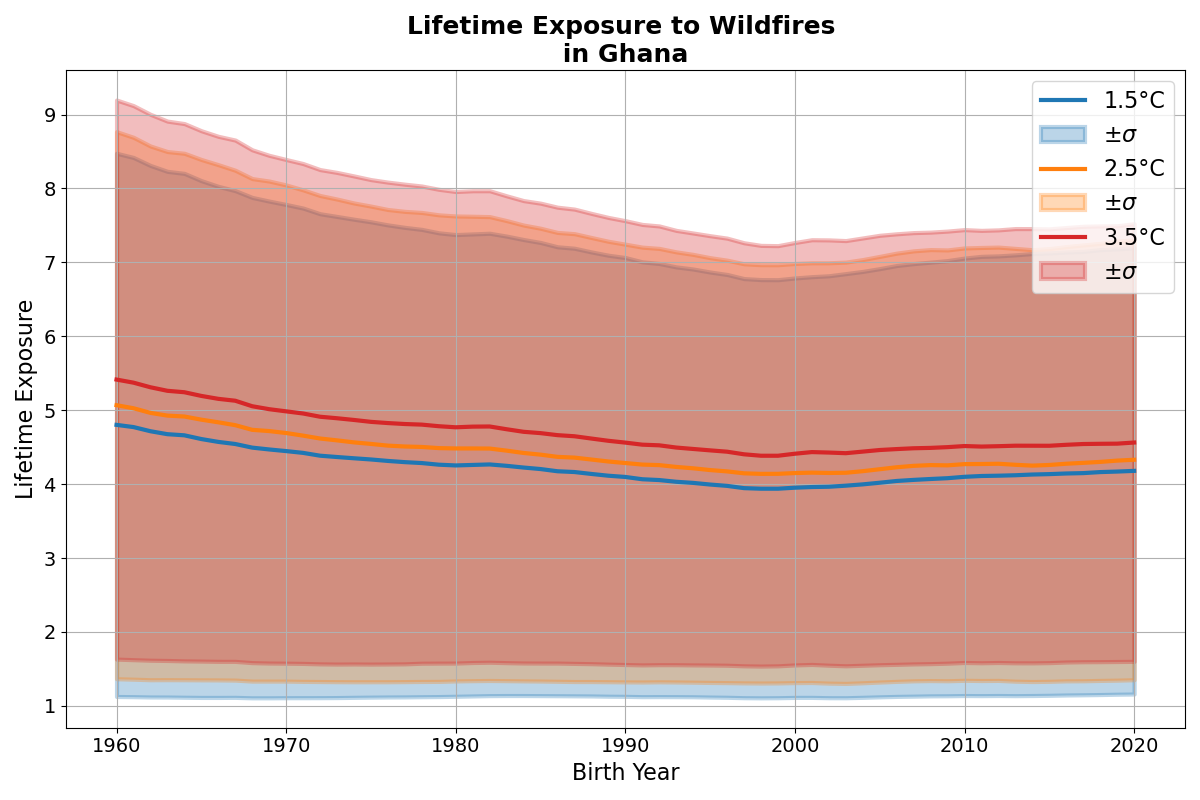 Lifetime Exposure to Wildfires
in Ghana
Lifetime Exposure
9
8
7
6
5
4
3
2
1
1.5°C
±σ
2.5°C
±σ
3.5°C
±σ
1960 1970 1980 1990 2000 2010 2020
Birth Year